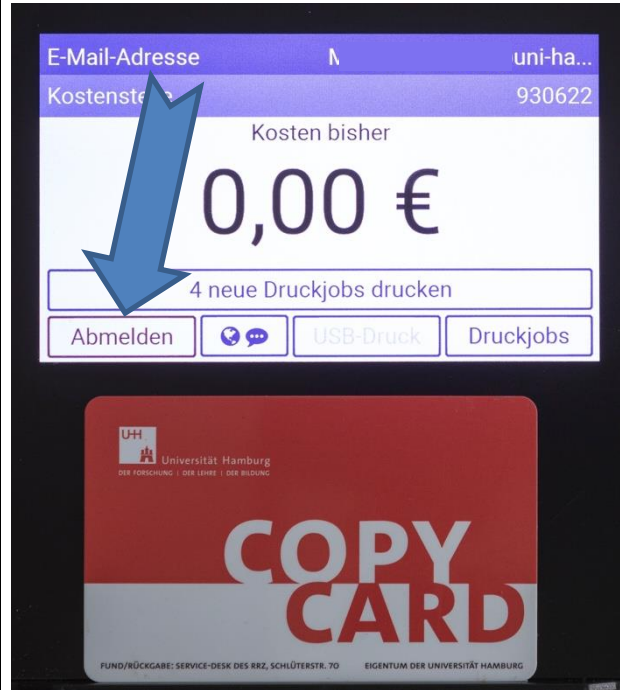 E-Mail-Adresse M uni-ha...
930622
Kosten bisher
0,00 €
4 neue Druckjobs drucken
Abmelden USB-Druck Druckjobs
UHH
Universität Hamburg
DER FORSCHUNG | DER LEHRE | DER BILDUNG
COPY
CARD
FUND/RÜCKGABE: SERVICE-DESK DES RRZ, SCHLÜTERSTR. 70 EIGENTUM DER UNIVERSITÄT HAMBURG